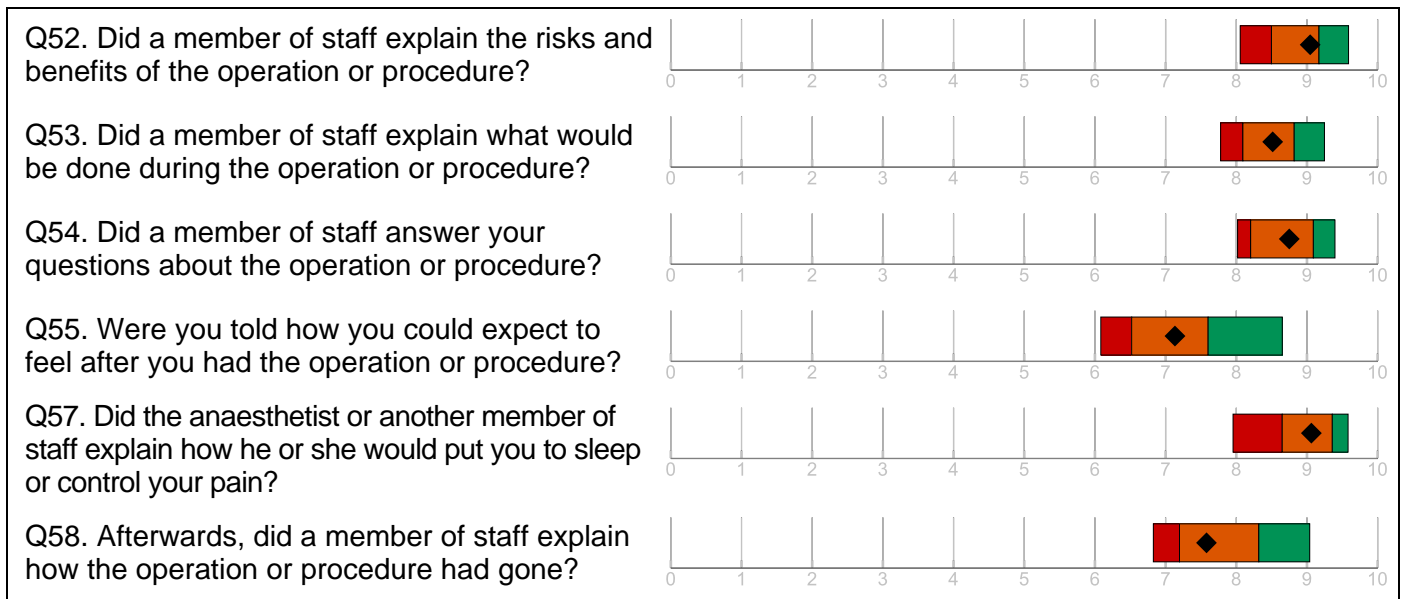 Q52. Did a member of staff explain the risks and
benefits of the operation or procedure?
0 1 2 3 4 5 6 7 8 9 10
Q53. Did a member of staff explain what would
be done during the operation or procedure?
0 1 2 3 4 5 6 7 8 9 10
Q54. Did a member of staff answer your
questions about the operation or procedure?
0 1 2 3 4 5 6 7 8 9 10
Q55. Were you told how you could expect to
feel after you had the operation or procedure?
0 1 2 3 4 5 6 7 8 9 10
Q57. Did the anaesthetist or another member of
staff explain how he or she would put you to sleep
or control your pain?
0 1 2 3 4 5 6 7 8 9 10
Q58. Afterwards, did a member of staff explain
how the operation or procedure had gone?
0 1 2 3 4 5 6 7 8 9 10